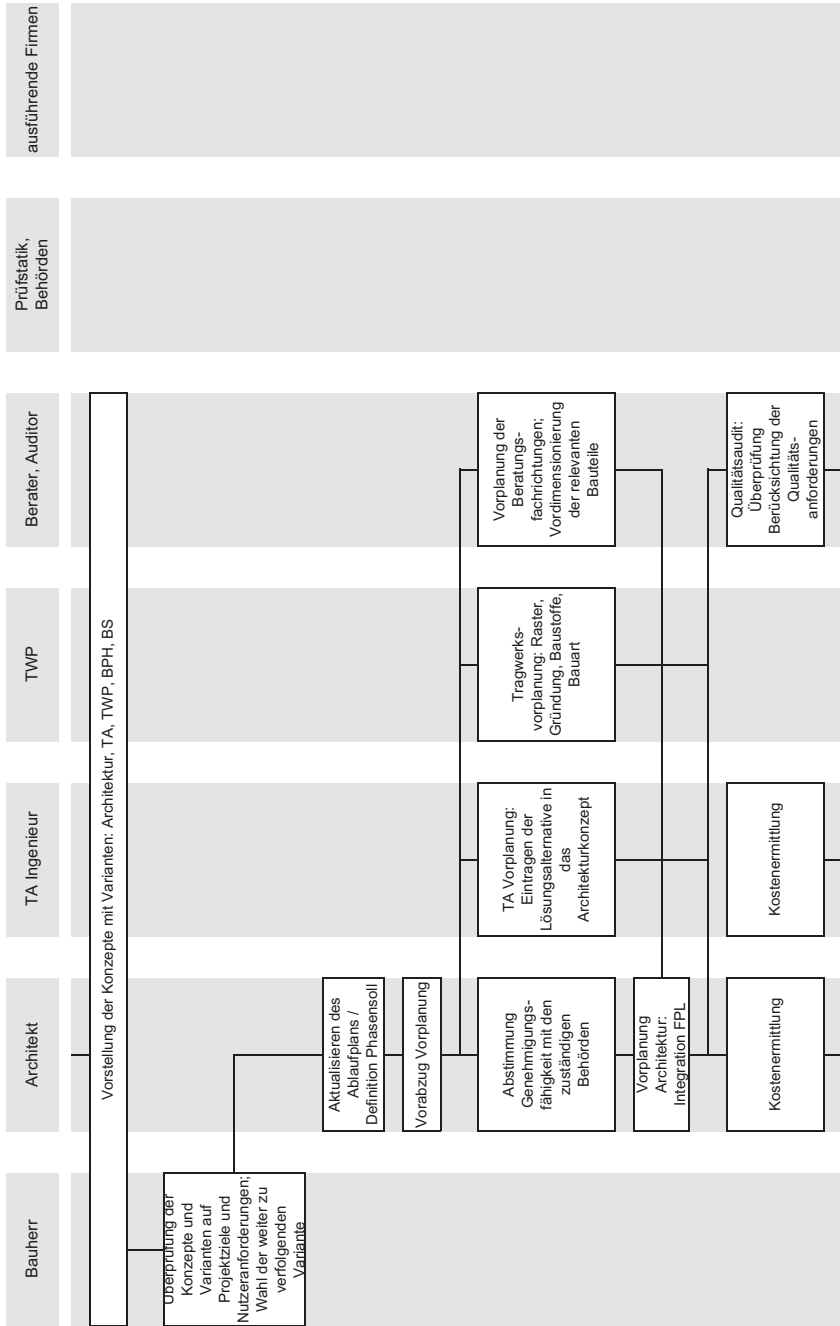 ausführende Firmen
Prüfstatik,
Behörden
Berater, Auditor
TWP
TA Ingenieur
Architekt
Bauherr
Vorstellung der Konzepte mit Varianten: Architektur, TA, TWP, BPH, BS
Überprüfung der
Konzepte und
Varianten auf
Projektziele und
Nutzeranforderungen;
Wahl der weiter zu
verfolgenden
Variante
Aktualisieren des
Ablaufplans /
Definition Phasensoll
Vorabzug Vorplanung
Vorplanung der
Beratungs-
fachrichtungen;
Vordimensionierung
der relevanten
Bauteile
Tragwerks-
vorplanung: Raster,
Gründung, Baustoffe,
Bauart
TA Vorplanung:
Eintragen der
Lösungsalternative in
das
Architekturkonzept
Abstimmung
Genehmigungs-
fähigkeit mit den
zuständigen
Behörden
Vorplanung
Architektur:
Integration FPL
Qualitätsaudit:
Überprüfung
Berücksichtung der
Qualitäts-
anforderungen
Kostenermittlung
Kostenermittlung